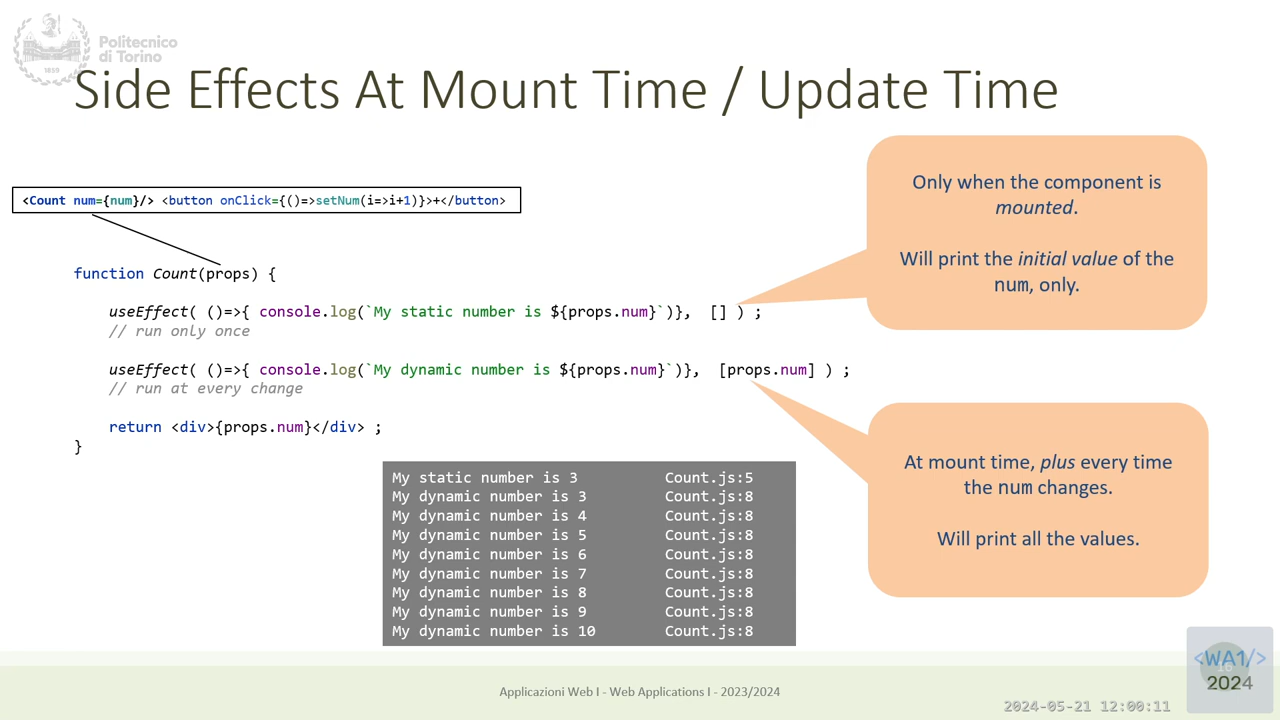 Politecnico
di Torino
1859
Side Effects At Mount Time / Update Time
<Count num={num}/> <button onClick={()=>setNum(i=>i+1)}>+</button>
function Count(props) {
useEffect( ()=>{ console.log(`My static number is ${props.num}`)}, [] ) ;
// run only once
useEffect( ()=>{ console.log(`My dynamic number is ${props.num}`)}, [props.num] ) ;
// run at every change
return <div>{props.num}</div> ;
}
Only when the component is
mounted.
Will print the initial value of the
num, only.
At mount time, plus every time
the num changes.
Will print all the values.
My static number is 3 Count.js:5
My dynamic number is 3 Count.js:8
My dynamic number is 4 Count.js:8
My dynamic number is 5 Count.js:8
My dynamic number is 6 Count.js:8
My dynamic number is 7 Count.js:8
My dynamic number is 8 Count.js:8
My dynamic number is 9 Count.js:8
My dynamic number is 10 Count.js:8
Applicazioni Web I - Web Applications I - 2023/2024
<WA1/>
2024
2024-05-21 12:00:11